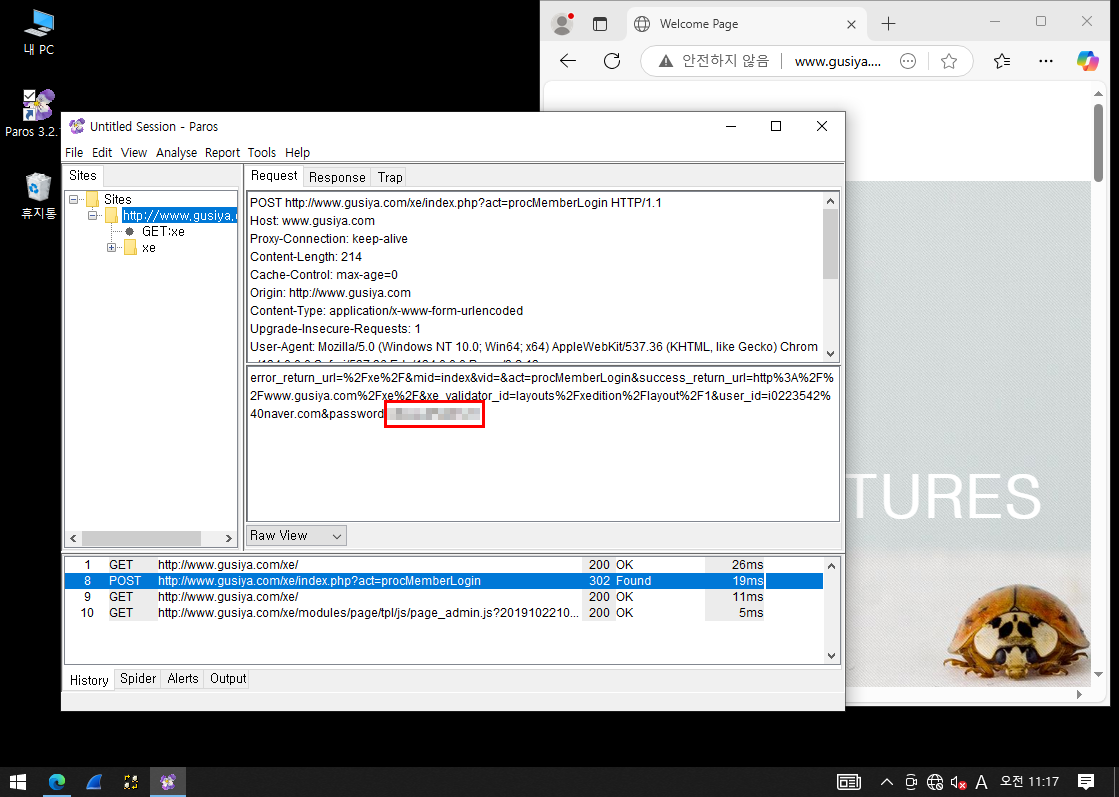 내 PC
Paros 3.2.
휴지통
Welcome Page
안전하지 않음
www.gusiya....
TURES
Untitled Session - Paros
File Edit View Analyse Report Tools Help
Sites
Sites
http://www.gusiya.
GET:xe
xe
Request Response Trap
POST http://www.gusiya.com/xe/index.php?act=procMemberLogin HTTP/1.1
Host: www.gusiya.com
Proxy-Connection: keep-alive
Content-Length: 214
Cache-Control: max-age=0
Origin: http://www.gusiya.com
Content-Type: application/x-www-form-urlencoded
Upgrade-Insecure-Requests: 1
User-Agent: Mozilla/5.0 (Windows NT 10.0; Win64; x64) AppleWebKit/537.36 (KHTML, like Gecko) Chrom
error_return_url=%2Fxe%2F&mid=index&vid=&act=procMemberLogin&success_return_url=http%3A%2F%
2Fwww.gusiya.com%2Fxe%2F&xe_validator_id=layouts%2Fxedition%2Flayout%2F1&user_id=i0223542%
40naver.com&password
Raw View
1 GET http://www.gusiya.com/xe/ 200 OK 26ms
8 POST http://www.gusiya.com/xe/index.php?act=procMemberLogin 302 Found 19ms
9 GET http://www.gusiya.com/xe/ 200 OK 11ms
10 GET http://www.gusiya.com/xe/modules/page/tpl/js/page_admin.js?2019102210... 200 OK 5ms
History Spider Alerts Output
A 오전 11:17